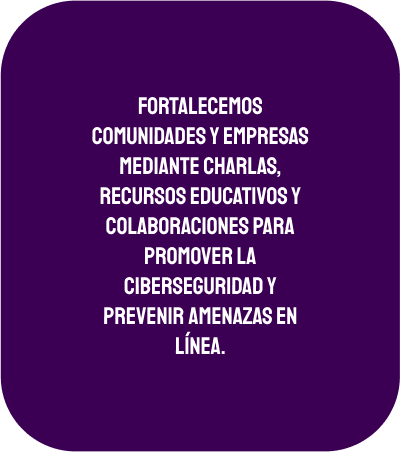 FORTALECEMOS
COMUNIDADES Y EMPRESAS
MEDIANTE CHARLAS,
RECURSOS EDUCATIVOS Y
COLABORACIONES PARA
PROMOVER LA
CIBERSEGURIDAD Y
PREVENIR AMENAZAS EN
LÍNEA.